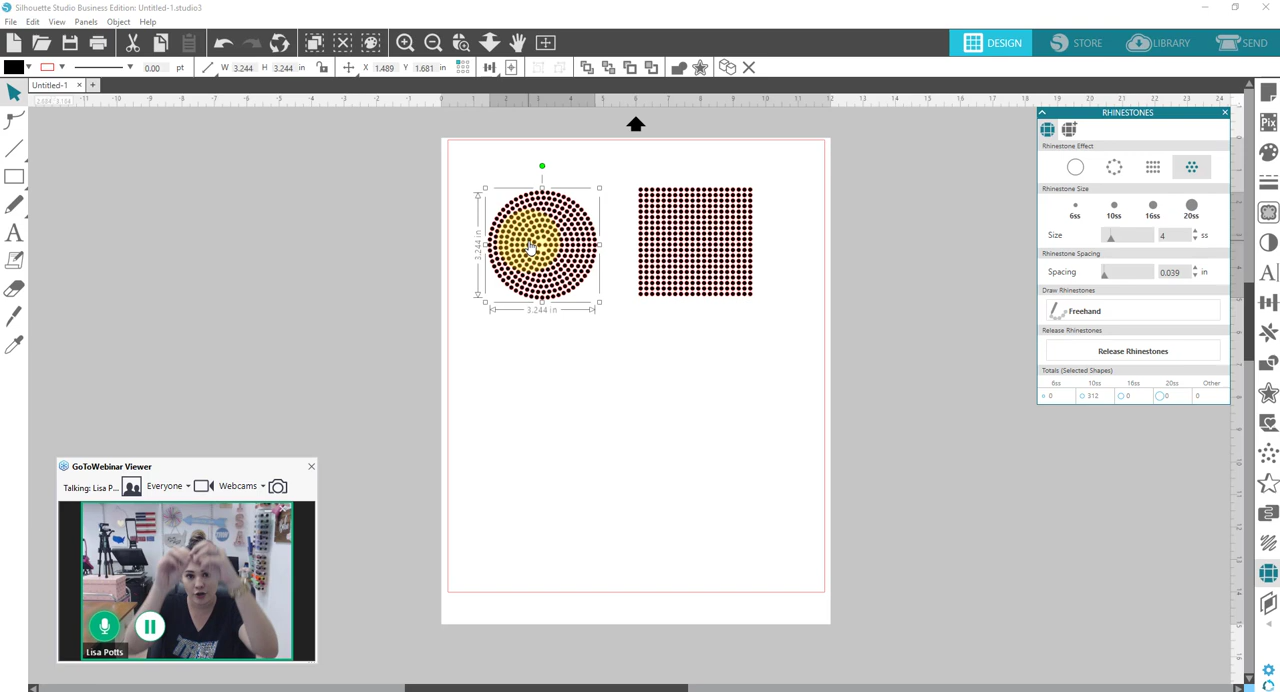 Silhouette Studio Business Edition: Untitled-1.studio3
File Edit View Panels Object Help
DESIGN STORE LIBRARY SEND
0.00 pt W 3.244 H 3.244 in X 1.489 Y 1.681 in
Untitled-1 × +
RHINESTONES
Rhinestone Effect
Rhinestone Size
6ss 10ss 16ss 20ss
Size 4 ss
Rhinestone Spacing
Spacing 0.039 in
Draw Rhinestones
Freehand
Release Rhinestones
Release Rhinestones
Totals (Selected Shapes)
6ss 10ss 16ss 20ss Other
0 312 0 0 0
3.244 in
3.244 in
GoToWebinar Viewer
Talking: Lisa P... Everyone Webcams
Lisa Potts